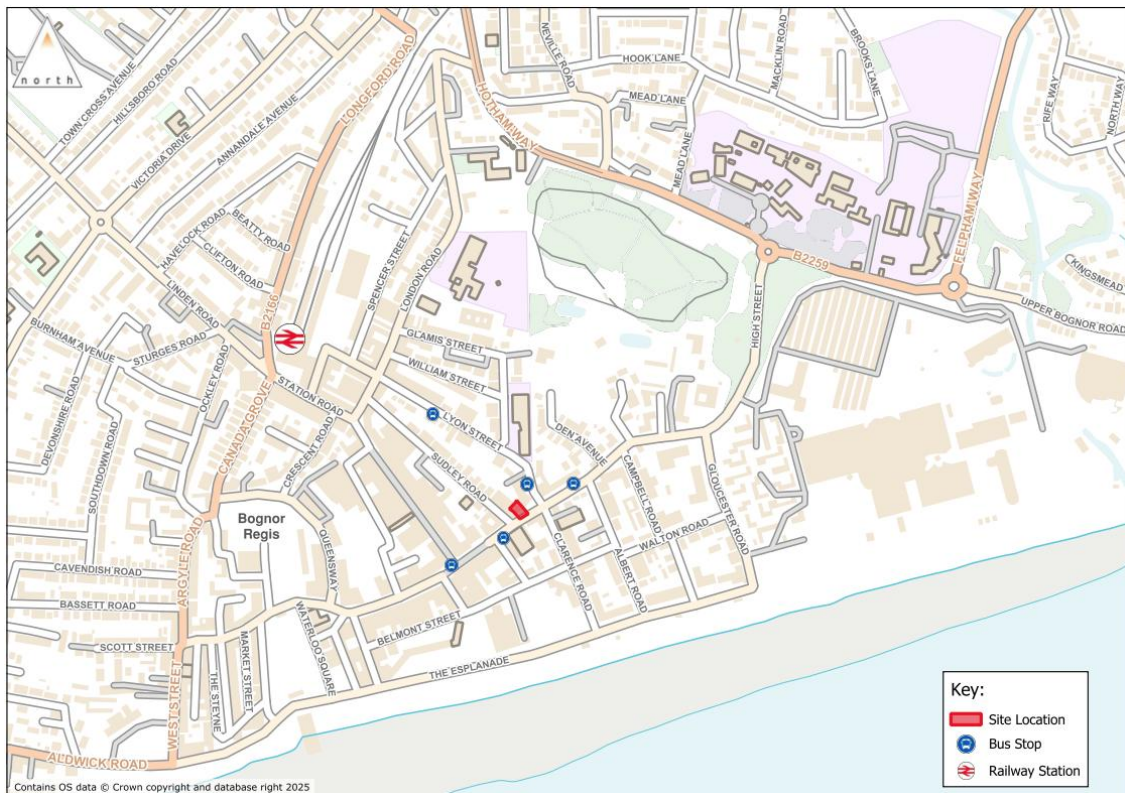 north
TOWN CROSS AVENUE
HILLSBORO ROAD
VICTORIA DRIVE
ANNANDALE AVENUE
LONGFORD ROAD
HOTHAM WAY
NEVILLE ROAD
HOOK LANE
MEAD LANE
MEAD LANE
MACKLIN ROAD
BROOKS LANE
RIFE WAY
NORTH WAY
FELPHAM WAY
KINGSMEAD
UPPER BOGNOR ROAD
B2259
HIGH STREET
HAVELOCK ROAD
BEATTY ROAD
CLIFTON ROAD
LINDEN ROAD
B2166
SPENCER STREET
LONDON ROAD
GLAMIS STREET
WILLIAM STREET
LYON STREET
SUDLEY ROAD
DEN AVENUE
BURNHAM AVENUE
STURGES ROAD
OCKLEY ROAD
STATION ROAD
CANADA GROVE
CRESCENT ROAD
DEVONSHIRE ROAD
SOUTHDOWN ROAD
Bognor
Regis
QUEENSWAY
CAMPBELL ROAD
GLOUCESTER ROAD
WALTON ROAD
ALBERT ROAD
CLARENCE ROAD
CAVENDISH ROAD
BASSETT ROAD
SCOTT STREET
ARGYLE ROAD
BELMONT STREET
WATERLOO SQUARE
MARKET STREET
THE STEYNE
WEST STREET
THE ESPLANADE
ALDWICK ROAD
Key:
Site Location
Bus Stop
Railway Station
Contains OS data © Crown copyright and database right 2025